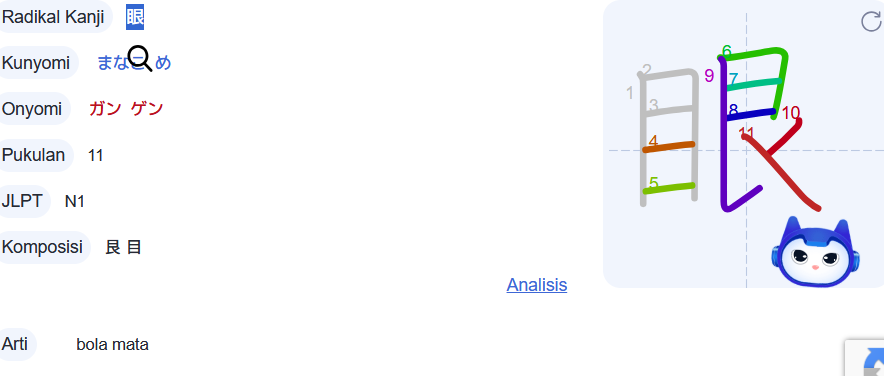 Radikal Kanji 眼
Kunyomi まなこ め
Onyomi ガン ゲン
Pukulan 11
JLPT N1
Komposisi 艮 目
Analisis
Arti bola mata
1
2
3
4
5
6
7
8
9
10
11